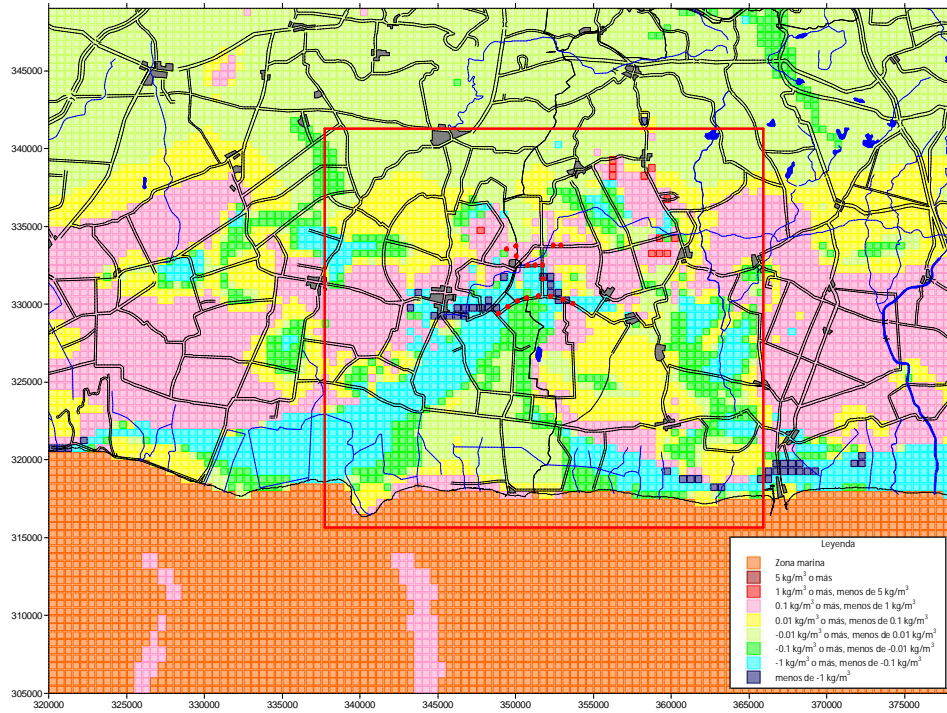 345000
340000
335000
330000
325000
320000
315000
310000
305000
320000 325000 330000 335000 340000 345000 350000 355000 360000 365000 370000 375000
Leyenda
Zona marina
5 kg/m³ o más
1 kg/m³ o más, menos de 5 kg/m³
0.1 kg/m³ o más, menos de 1 kg/m³
0.01 kg/m³ o más, menos de 0.1 kg/m³
-0.01 kg/m³ o más, menos de 0.01 kg/m³
-0.1 kg/m³ o más, menos de -0.01 kg/m³
-1 kg/m³ o más, menos de -0.1 kg/m³
menos de -1 kg/m³